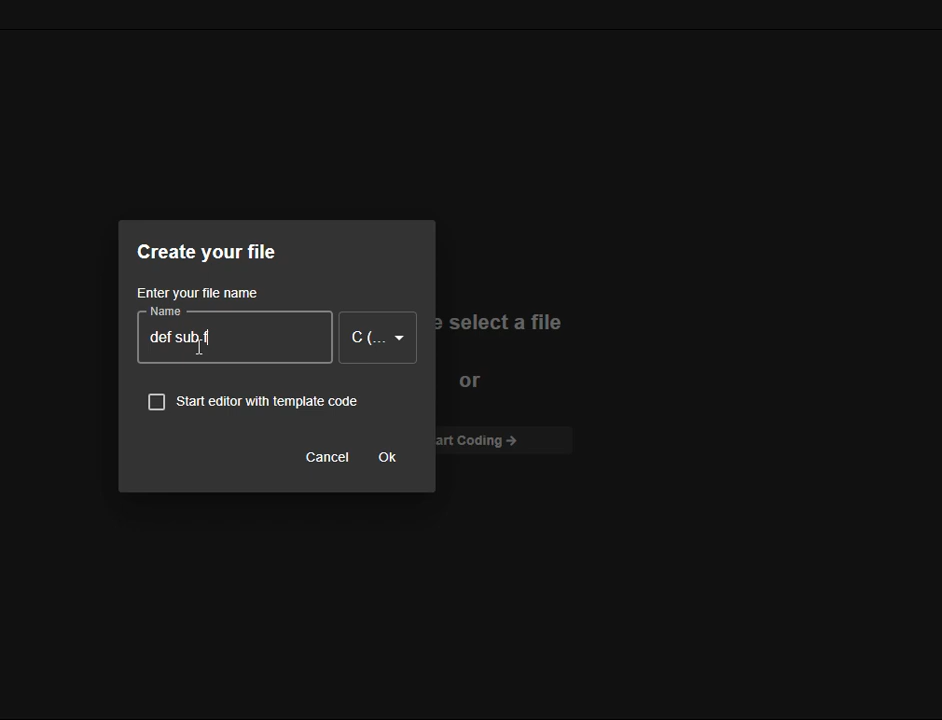 Create your file
Enter your file name
Name
def sub.f
C (...
e select a file
or
Start editor with template code
art Coding →
Cancel
Ok